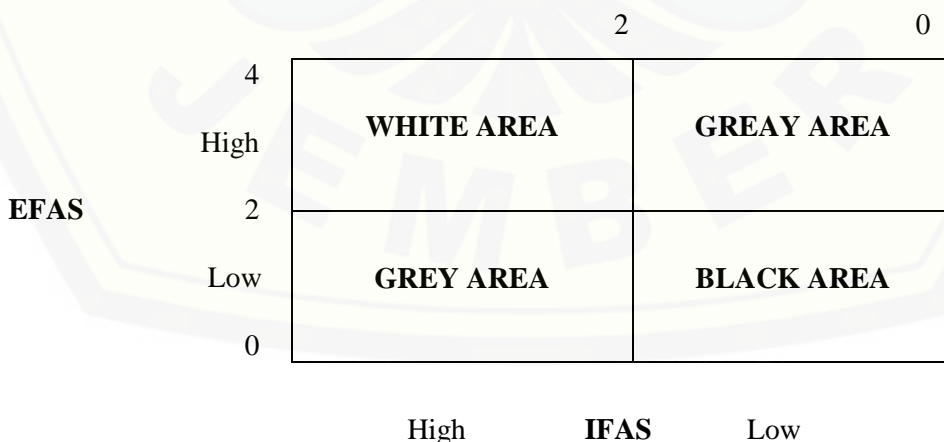 2 0
4
WHITE AREA GREAY AREA
High
EFAS 2
Low GREY AREA BLACK AREA
0
High IFAS Low
JEMBER